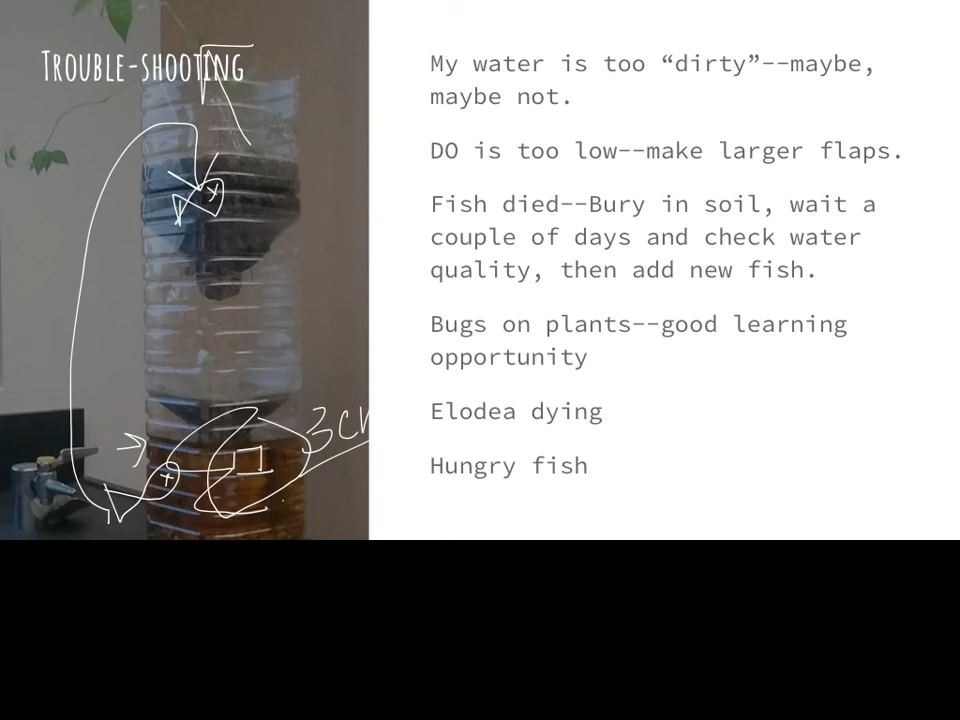 TROUBLE-SHOOTING
My water is too “dirty”--maybe,
maybe not.
DO is too low--make larger flaps.
Fish died--Bury in soil, wait a
couple of days and check water
quality, then add new fish.
Bugs on plants--good learning
opportunity
Elodea dying
Hungry fish
3cm